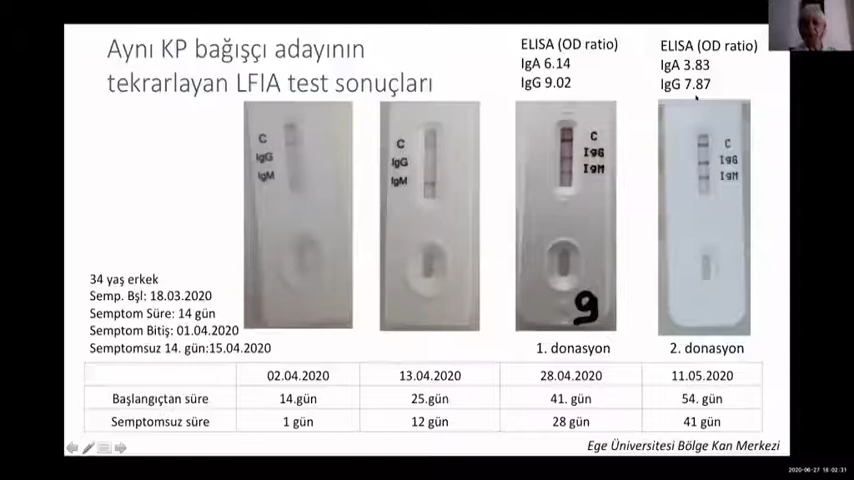 Aynı KP bağışçı adayının
tekrarlayan LFIA test sonuçları
ELISA (OD ratio)
IgA 6.14
IgG 9.02
ELISA (OD ratio)
IgA 3.83
IgG 7.87
C
IgG
IgM
C
IgG
IgM
C
IgG
IgM
9
C
IgG
IgM
34 yaş erkek
Semp. Bşl: 18.03.2020
Semptom Süre: 14 gün
Semptom Bitiş: 01.04.2020
Semptomsuz 14. gün:15.04.2020
1. donasyon
2. donasyon
02.04.2020 13.04.2020 28.04.2020 11.05.2020
Başlangıçtan süre 14.gün 25.gün 41. gün 54. gün
Semptomsuz süre 1 gün 12 gün 28 gün 41 gün
Ege Üniversitesi Bölge Kan Merkezi
2020-06-27 18:02:31